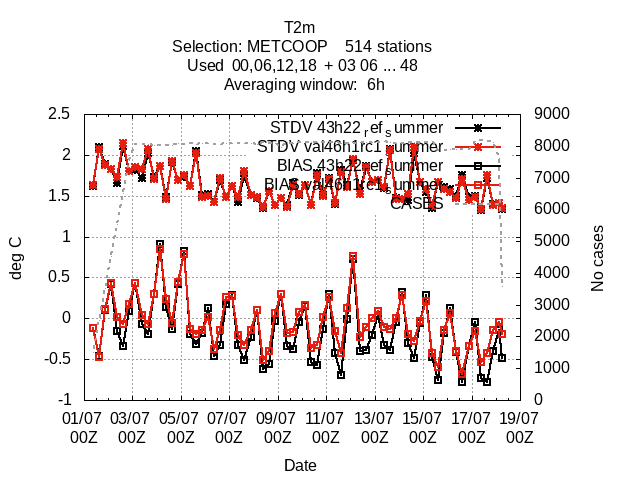 T2m
Selection: METCOOP 514 stations
Used 00,06,12,18 + 03 06 ... 48
Averaging window: 6h
STDV 43h22refsummer
STDV val46h1rc1summer
BIAS 43h22refsummer
BIAS val46h1rc1summer
CASES
2.5
2
1.5
1
0.5
0
-0.5
-1
deg C
9000
8000
7000
6000
5000
4000
3000
2000
1000
0
No cases
01/07 03/07 05/07 07/07 09/07 11/07 13/07 15/07 17/07 19/07
00Z 00Z 00Z 00Z 00Z 00Z 00Z 00Z 00Z 00Z
Date